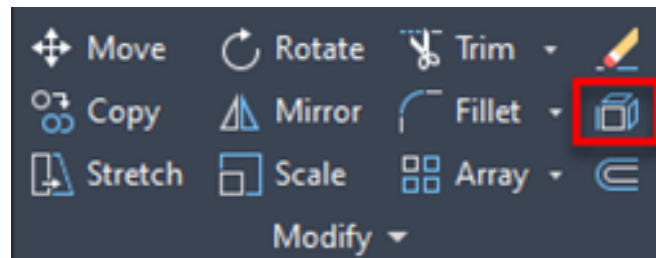 Move Rotate Trim
Copy Mirror Fillet
Stretch Scale Array
Modify